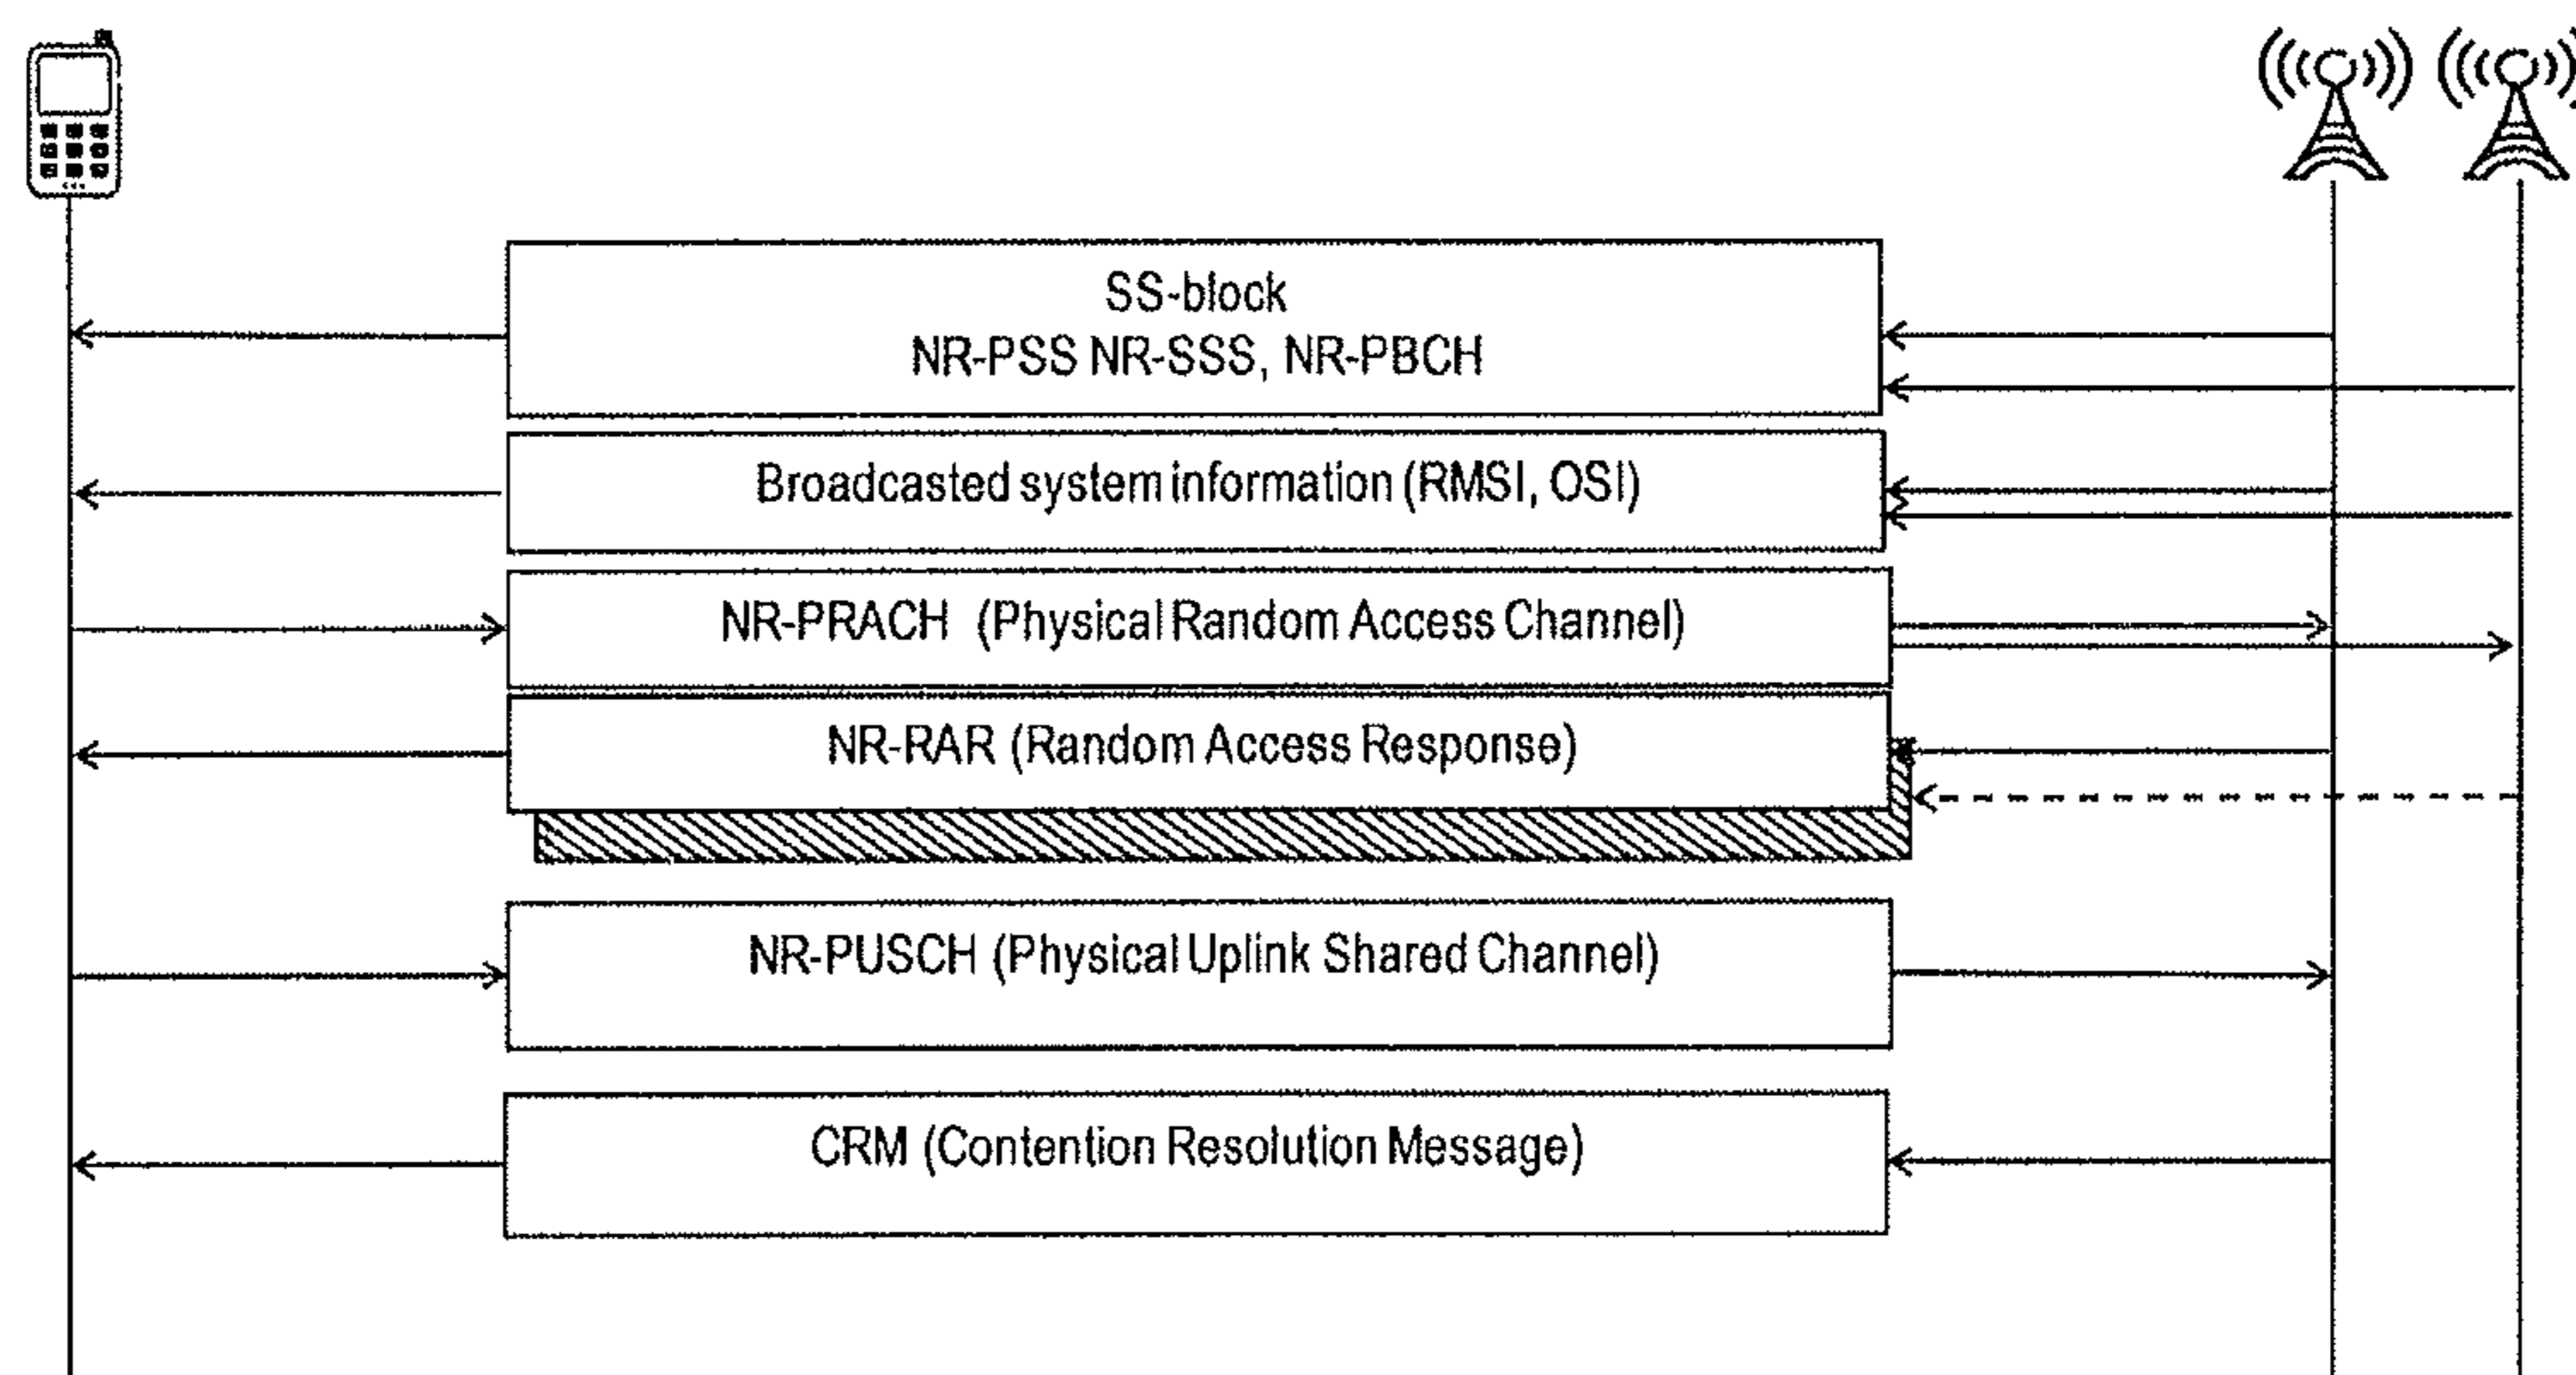 SS-block
NR-PSS NR-SSS, NR-PBCH
Broadcasted system information (RMSI, OSI)
NR-PRACH (Physical Random Access Channel)
NR-RAR (Random Access Response)
NR-PUSCH (Physical Uplink Shared Channel)
CRM (Contention Resolution Message)